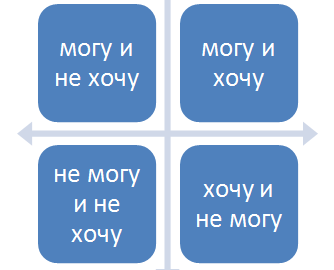 могу и
не хочу
могу и
хочу
не могу
и не
хочу
хочу и
не могу